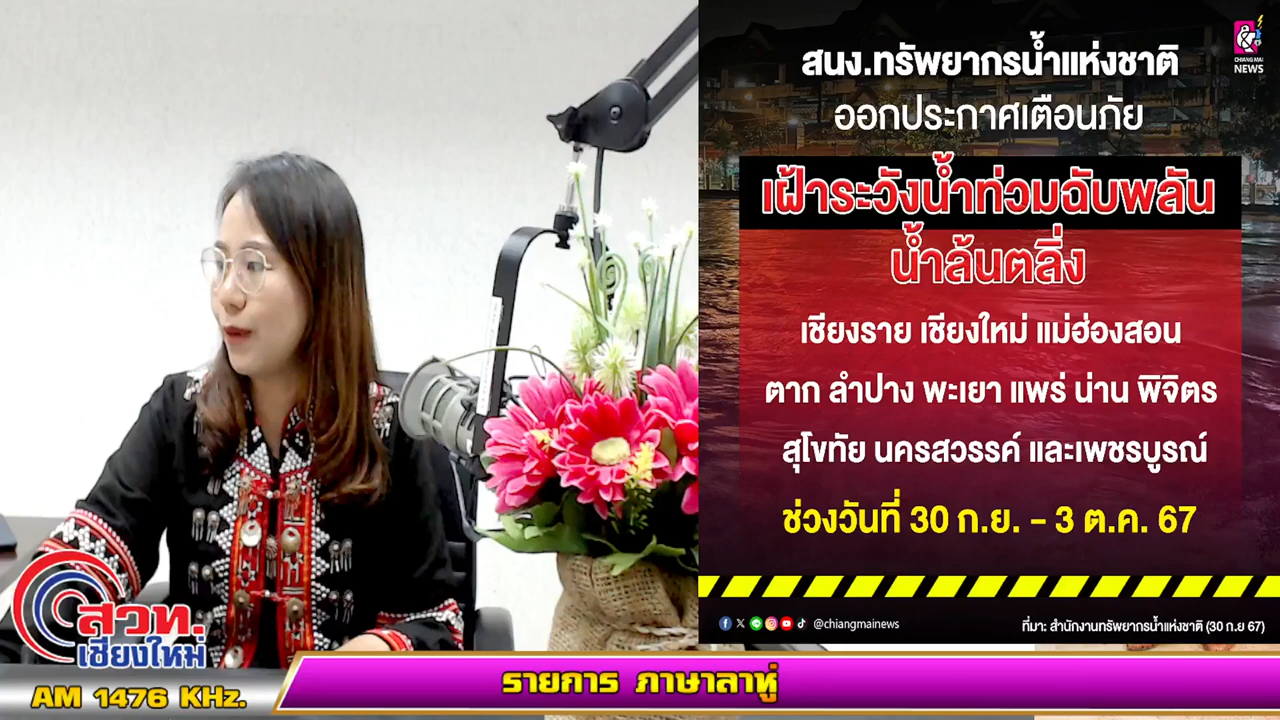 สนง.ทรัพยากรน้ำแห่งชาติ
ออกประกาศเตือนภัย
เฝ้าระวังน้ำท่วมฉับพลัน
น้ำล้นตลิ่ง
เชียงราย เชียงใหม่ แม่ฮ่องสอน
ตาก ลำปาง พะเยา แพร่ น่าน พิจิตร
สุโขทัย นครสวรรค์ และเพชรบูรณ์
ช่วงวันที่ 30 ก.ย. - 3 ต.ค. 67
CHIANG MAI
NEWS
@chiangmainews
ที่มา: สำนักงานทรัพยากรน้ำแห่งชาติ (30 ก.ย 67)
สวท.
เชียงใหม่
AM 1476 KHz.
รายการ ภาษาลาหู่